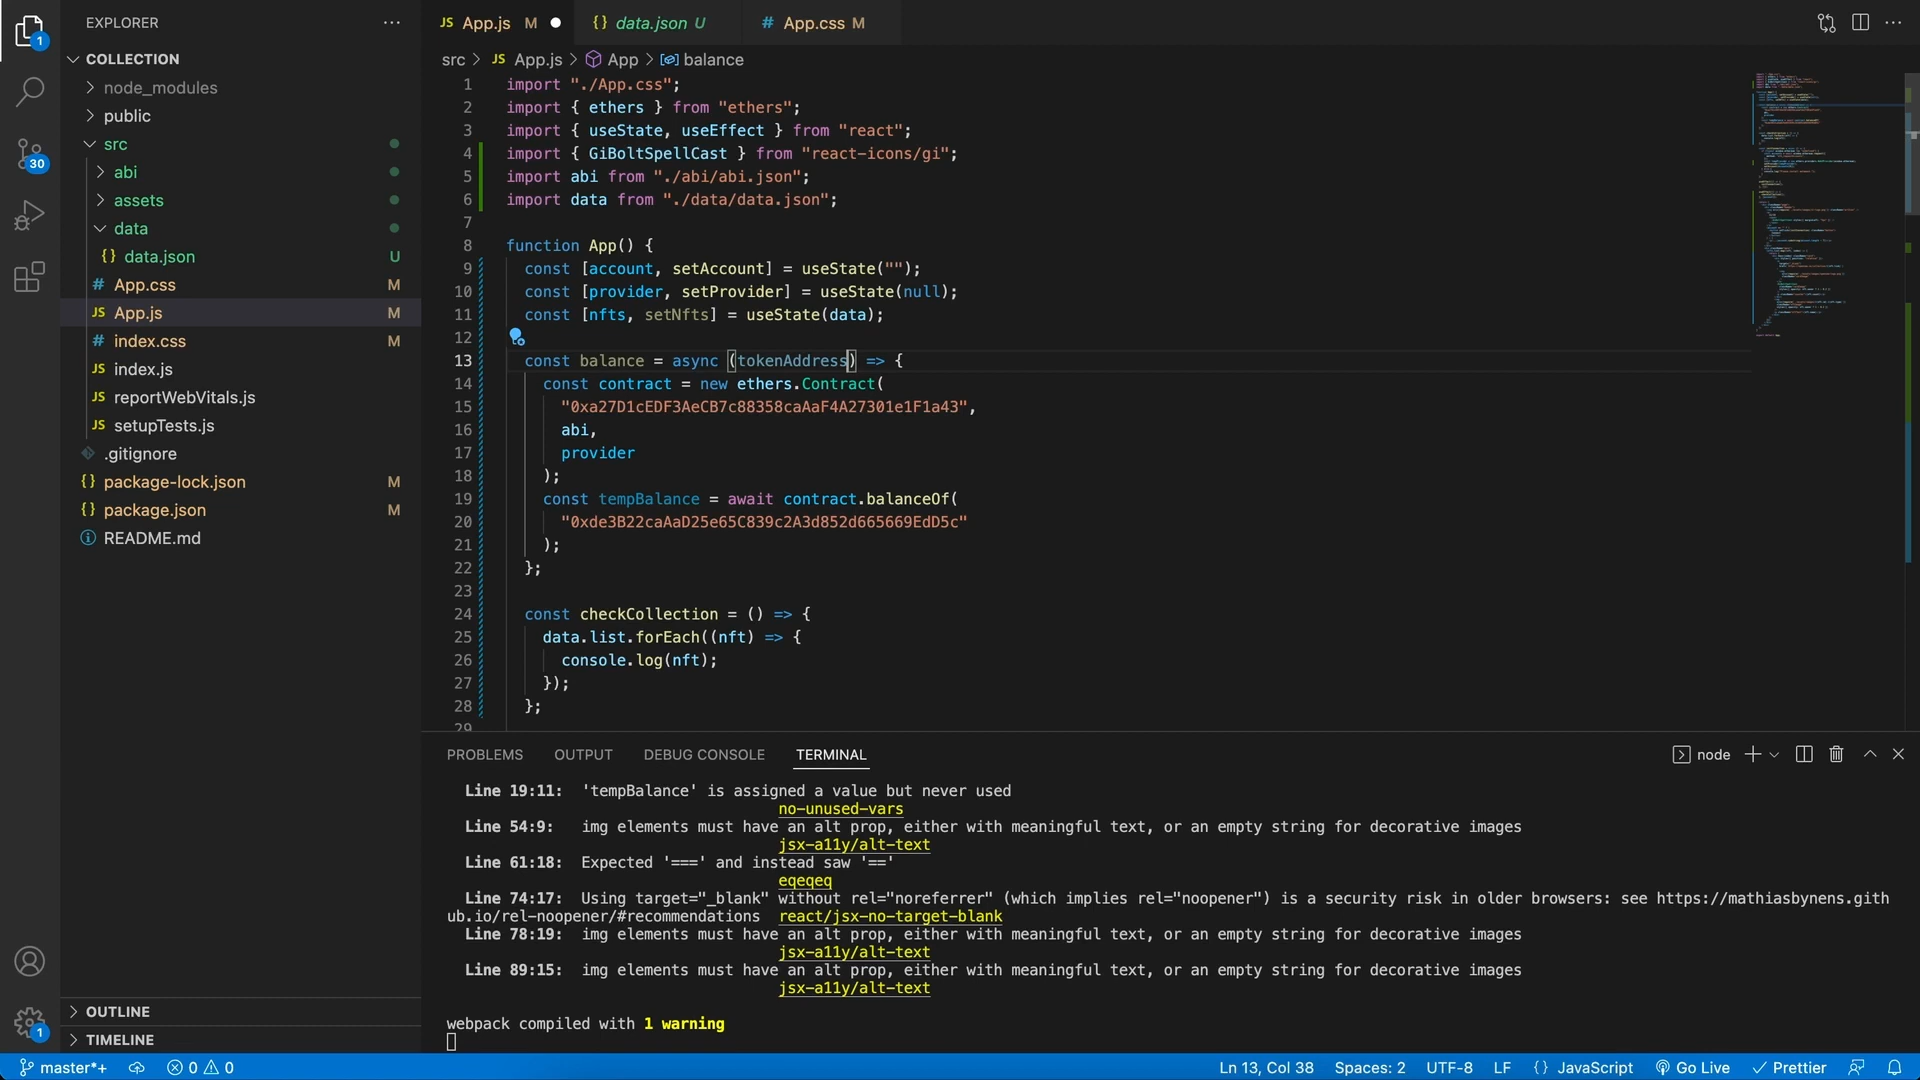 EXPLORER
COLLECTION
node_modules
public
src
abi
assets
data
{} data.json U
# App.css M
JS App.js M
# index.css M
JS index.js
JS reportWebVitals.js
JS setupTests.js
.gitignore
{} package-lock.json M
{} package.json M
README.md
OUTLINE
TIMELINE
1
30
1
JS App.js M
{} data.json U
# App.css M
src > JS App.js > App > balance
1 import "./App.css";
2 import { ethers } from "ethers";
3 import { useState, useEffect } from "react";
4 import { GiBoltSpellCast } from "react-icons/gi";
5 import abi from "./abi/abi.json";
6 import data from "./data/data.json";
7
8 function App() {
9 const [account, setAccount] = useState("");
10 const [provider, setProvider] = useState(null);
11 const [nfts, setNfts] = useState(data);
12
13 const balance = async (tokenAddress) => {
14 const contract = new ethers.Contract(
15 "0xa27D1cEDF3AeCB7c88358caAaF4A27301e1F1a43",
16 abi,
17 provider
18 );
19 const tempBalance = await contract.balanceOf(
20 "0xde3B22caAaD25e65C839c2A3d852d665669EdD5c"
21 );
22 };
23
24 const checkCollection = () => {
25 data.list.forEach((nft) => {
26 console.log(nft);
27 });
28 };
29
PROBLEMS OUTPUT DEBUG CONSOLE TERMINAL
node
Line 19:11: 'tempBalance' is assigned a value but never used
no-unused-vars
Line 54:9: img elements must have an alt prop, either with meaningful text, or an empty string for decorative images
jsx-a11y/alt-text
Line 61:18: Expected '===' and instead saw '=='
eqeqeq
Line 74:17: Using target="_blank" without rel="noreferrer" (which implies rel="noopener") is a security risk in older browsers: see https://mathiasbynens.gith
ub.io/rel-noopener/#recommendations react/jsx-no-target-blank
Line 78:19: img elements must have an alt prop, either with meaningful text, or an empty string for decorative images
jsx-a11y/alt-text
Line 89:15: img elements must have an alt prop, either with meaningful text, or an empty string for decorative images
jsx-a11y/alt-text
webpack compiled with 1 warning
master*+ 0 0 Ln 13, Col 38 Spaces: 2 UTF-8 LF {} JavaScript Go Live Prettier